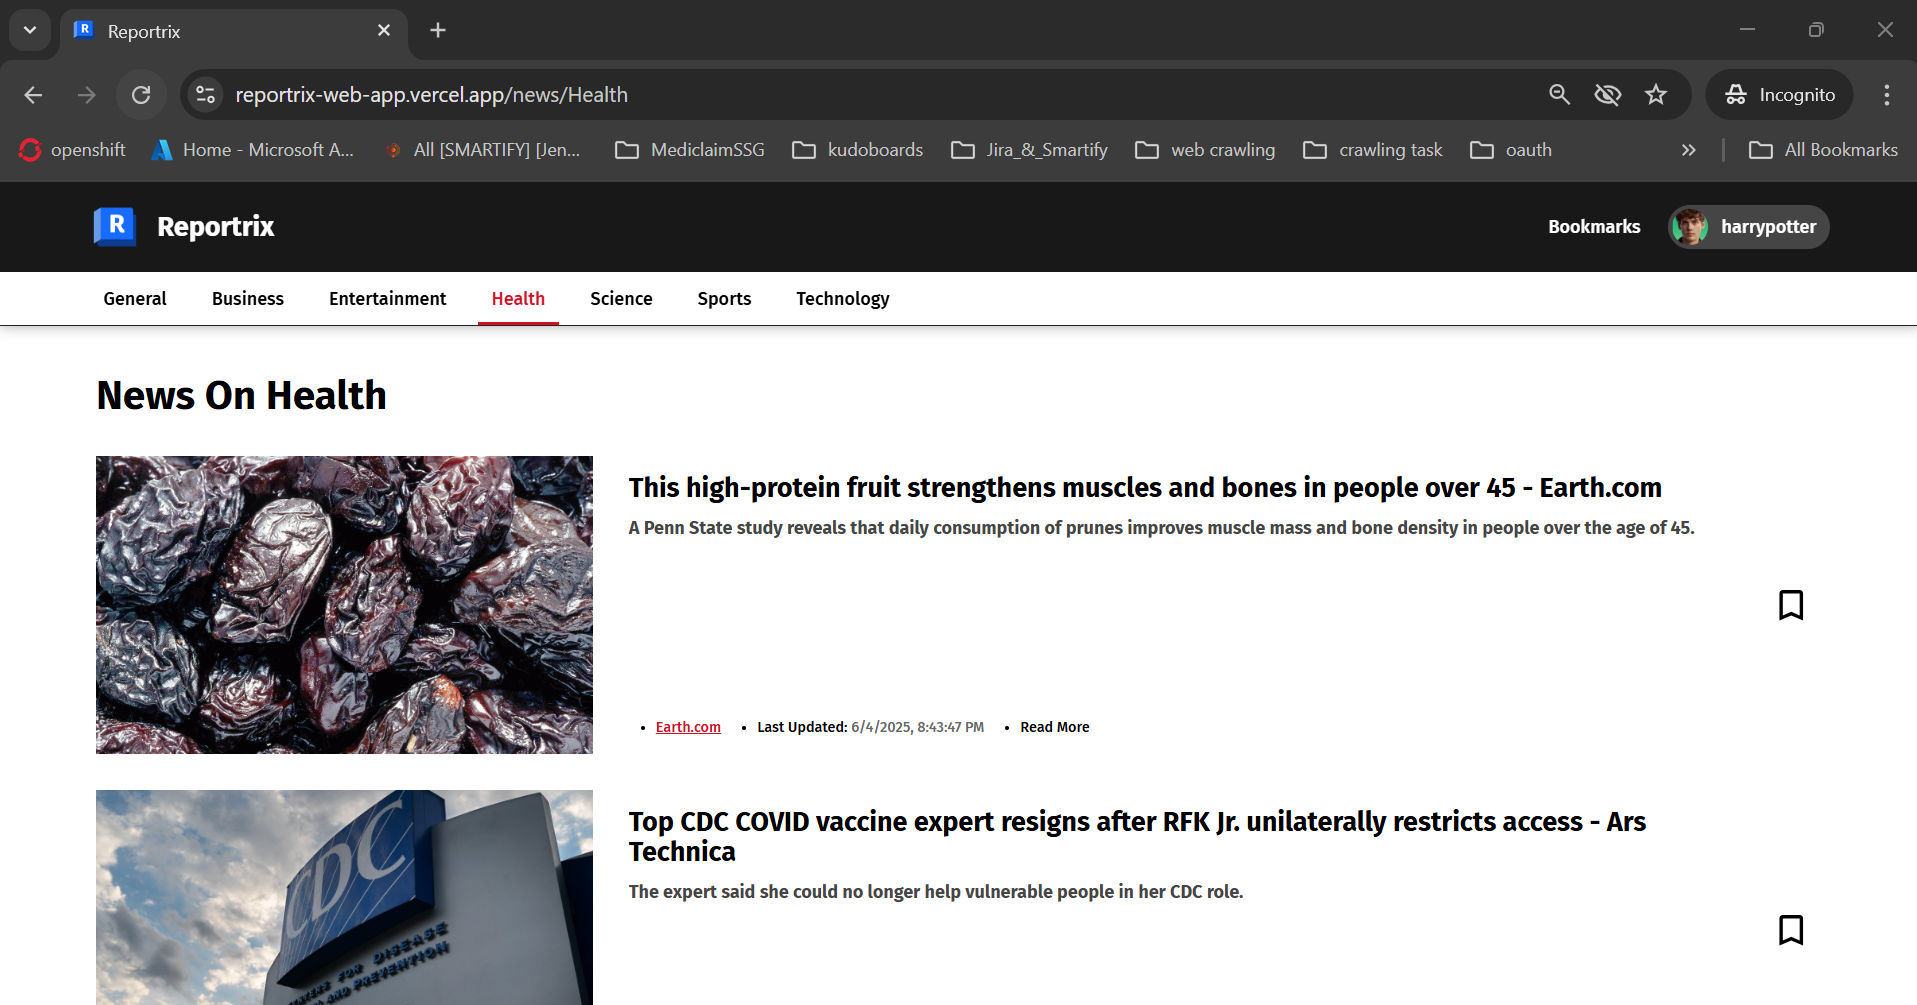 Reportrix
reportrix-web-app.vercel.app/news/Health
Incognito
openshift
Home - Microsoft A...
All [SMARTIFY] [Jen...
MediclaimSSG
kudoboards
Jira_&_Smartify
web crawling
crawling task
oauth
All Bookmarks
R
Reportrix
Bookmarks
harrypotter
General
Business
Entertainment
Health
Science
Sports
Technology
News On Health
This high-protein fruit strengthens muscles and bones in people over 45 - Earth.com
A Penn State study reveals that daily consumption of prunes improves muscle mass and bone density in people over the age of 45.
• Earth.com • Last Updated: 6/4/2025, 8:43:47 PM • Read More
CDC
Top CDC COVID vaccine expert resigns after RFK Jr. unilaterally restricts access - Ars
Technica
The expert said she could no longer help vulnerable people in her CDC role.
FOR DISEASE
AND PREVENTION